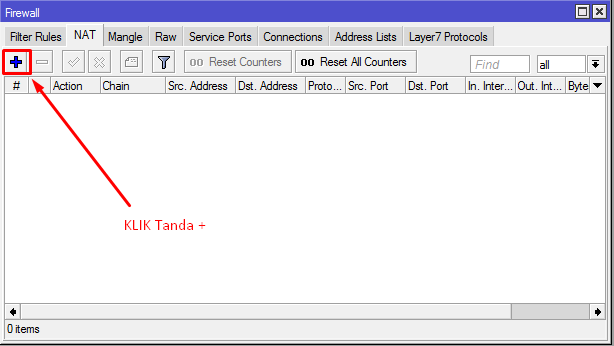 Firewall
Filter Rules NAT Mangle Raw Service Ports Connections Address Lists Layer7 Protocols
Reset Counters Reset All Counters Find all
# Action Chain Src. Address Dst. Address Proto... Src. Port Dst. Port In. Inter... Out. Int... Byte
KLIK Tanda +
0 items